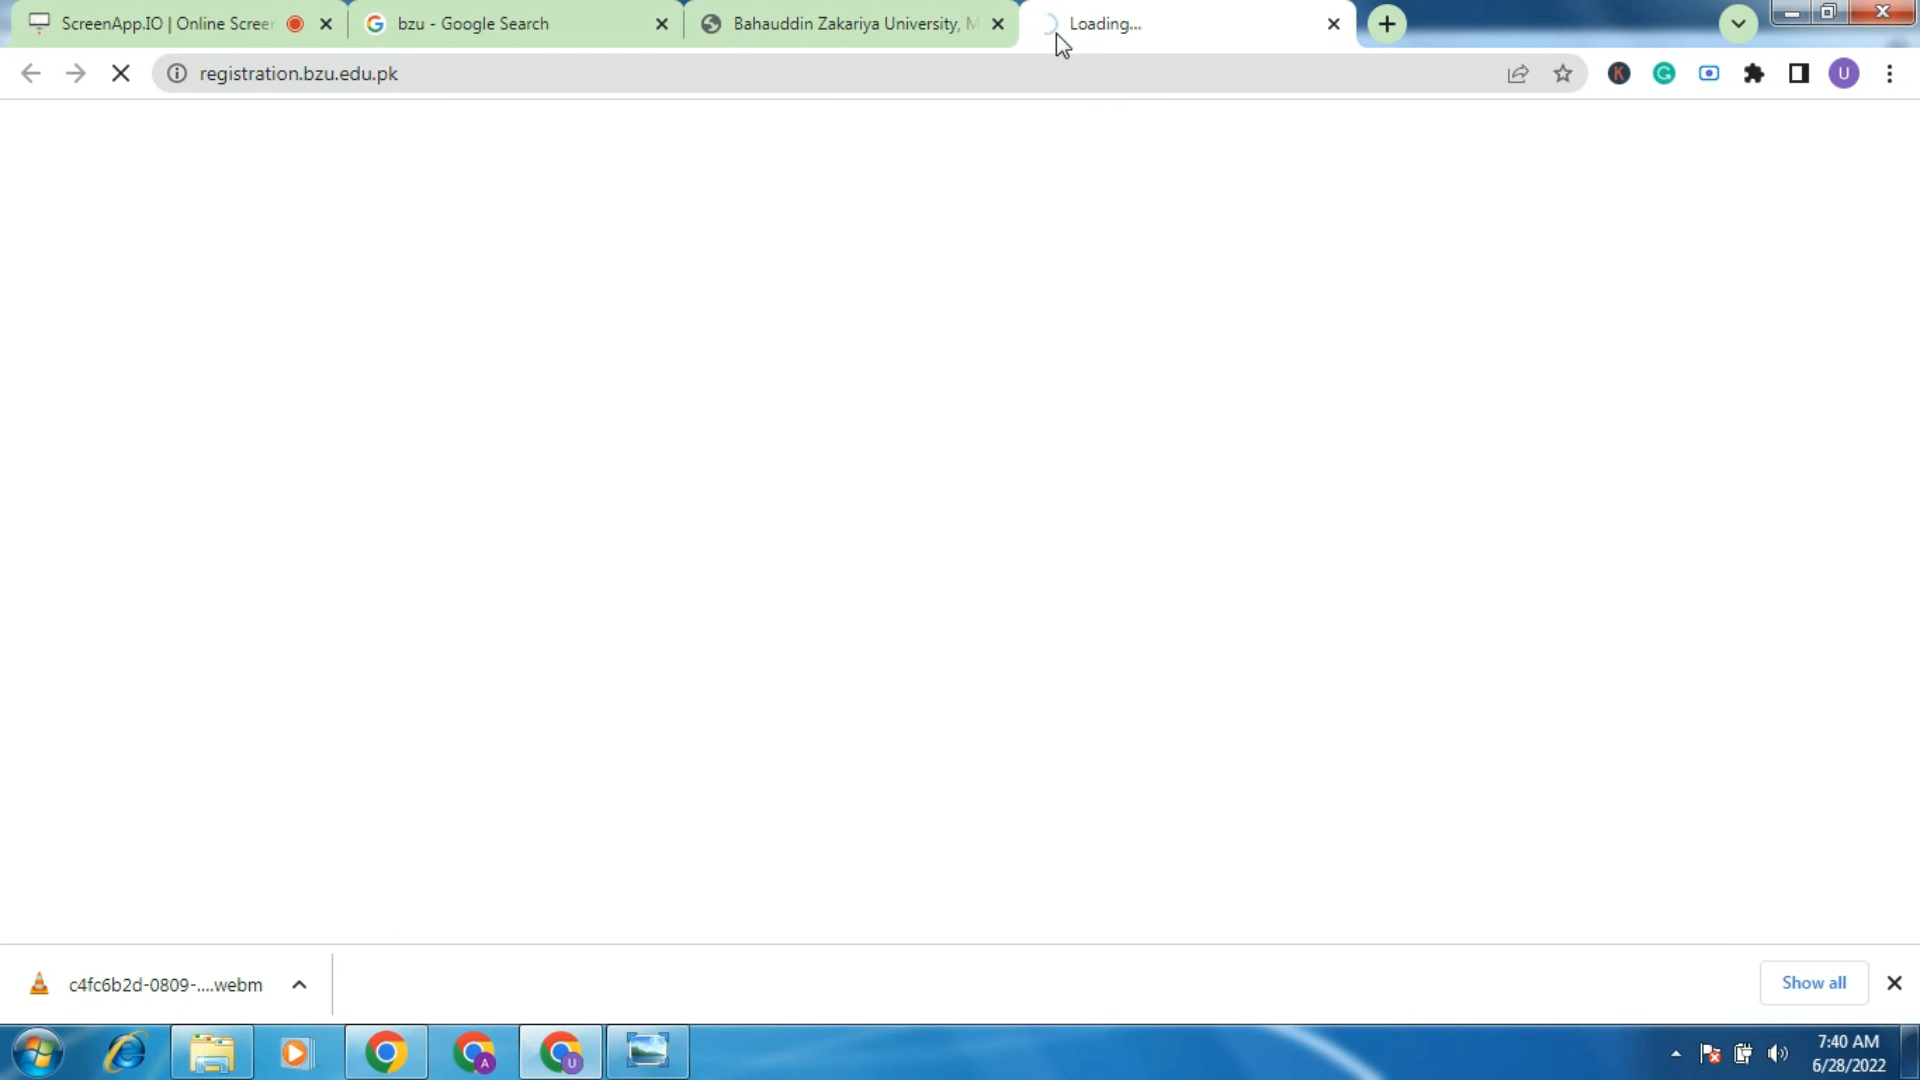 ScreenApp.IO | Online Screen
bzu - Google Search
Bahauddin Zakariya University, M
Loading...
registration.bzu.edu.pk
K
G
U
c4fc6b2d-0809-....webm
Show all
A
U
7:40 AM
6/28/2022